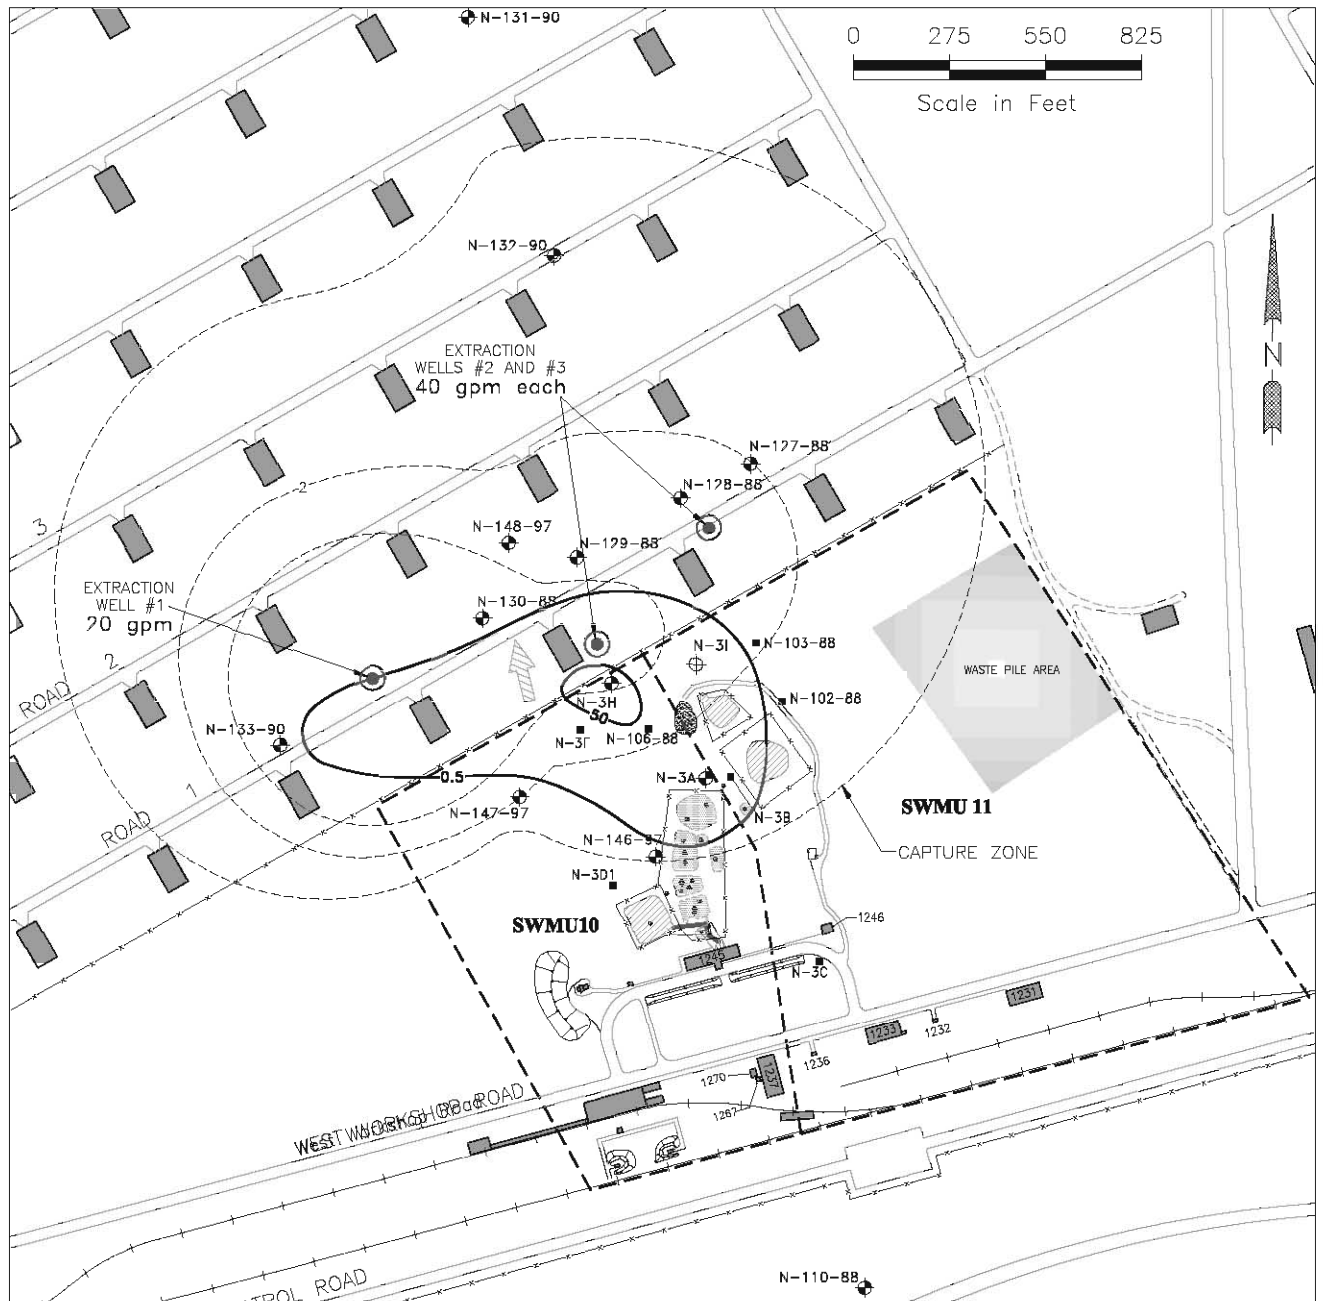 N-131-90
0 275 550 825
Scale in Feet
N-132-90
EXTRACTION
WELLS #2 AND #3
40 gpm each
N
N-127-88
2
N-128-88
3
N-148-97
N-129-88
EXTRACTION
WELL #1
20 gpm
N-130-88
N-103-88
N-3I
2
WASTE PILE AREA
ROAD
N-3H
N-102-88
50
N-133-90
N-106-88
0.5
N-3A
1
SWMU 11
N-147-97
N-3B
ROAD
N-146-97
CAPTURE ZONE
N-3D1
SWMU10
1246
1245
N-3C
1231
1233
1232
1236
1270
1237
1267
WEST WORKSHOP ROAD
West Workshop Road
ROAD
N-110-88